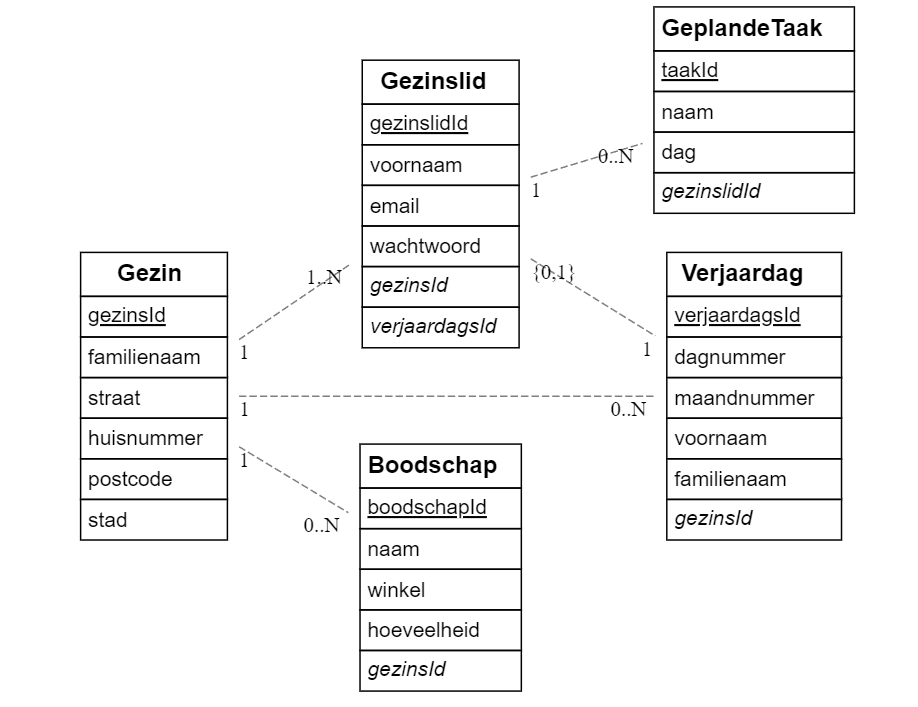 GeplandeTaak
taakId
naam
dag
gezinslidId
Gezinslid
gezinslidId
voornaam
email
wachtwoord
gezinsId
verjaardagsId
0..N
1
1..N
1
{0,1}
1
Gezin
gezinsId
familienaam
straat
huisnummer
postcode
stad
1
0..N
1
0..N
Verjaardag
verjaardagsId
dagnummer
maandnummer
voornaam
familienaam
gezinsId
Boodschap
boodschapId
naam
winkel
hoeveelheid
gezinsId